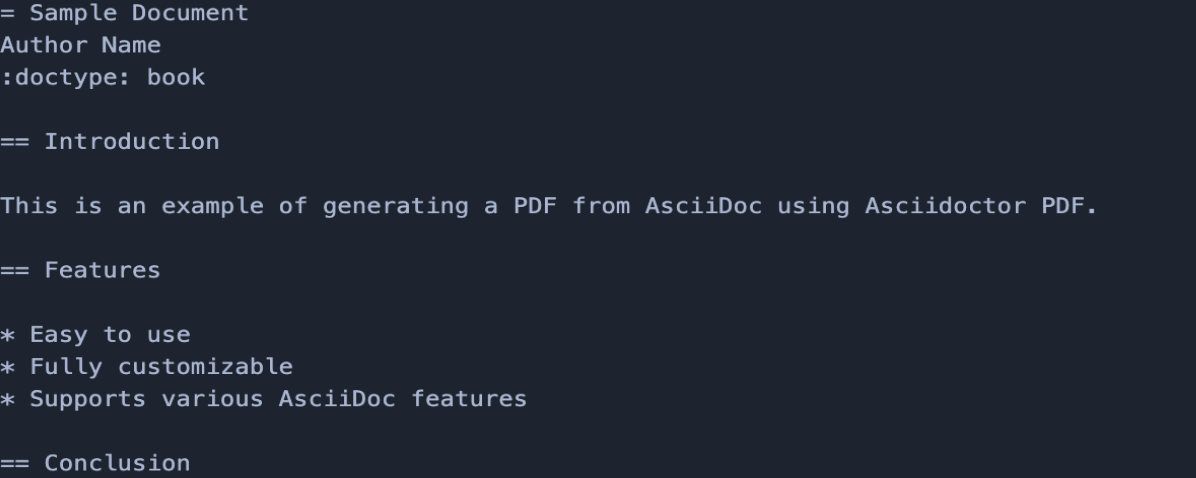 = Sample Document
Author Name
:doctype: book
== Introduction
This is an example of generating a PDF from AsciiDoc using Asciidoctor PDF.
== Features
* Easy to use
* Fully customizable
* Supports various AsciiDoc features
== Conclusion